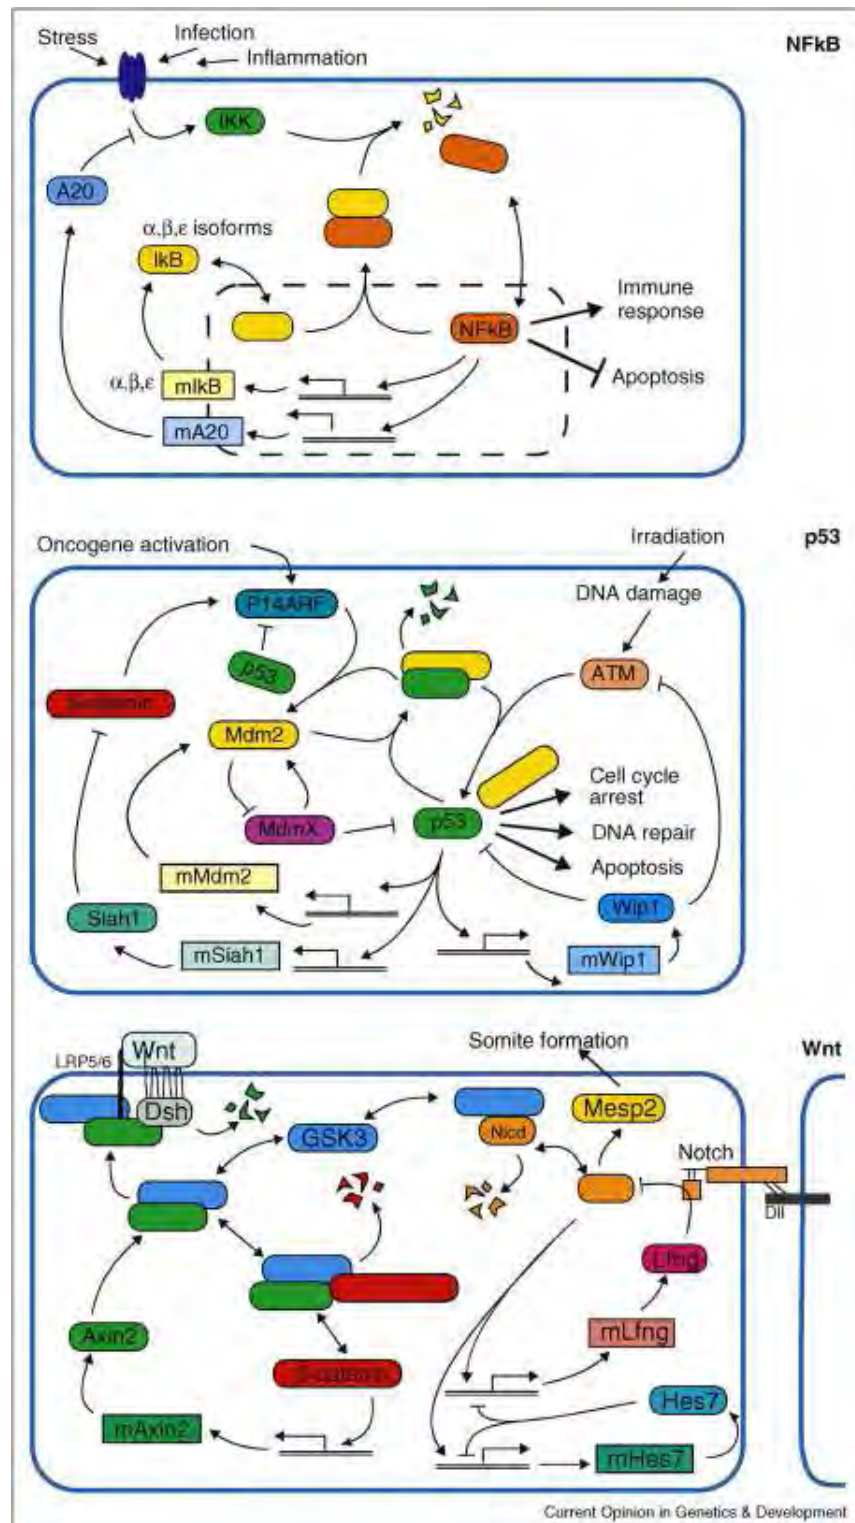 NFkB
Stress
Infection
Inflammation
IKK
A20
α,β,ε isoforms
IkB
NFkB
Immune
response
Apoptosis
α,β,ε
mIkB
mA20
p53
Oncogene activation
Irradiation
DNA damage
P14ARF
p53
ATM
β-catenin
Mdm2
MdmX
p53
Cell cycle
arrest
DNA repair
Apoptosis
mMdm2
Siah1
Wip1
mSiah1
mWip1
Wnt
Wnt
LRP5/6
Dsh
Somite formation
GSK3
Nicd
Mesp2
Notch
Dll
Lfng
Axin2
mLfng
β-catenin
Hes7
mAxin2
mHes7
Current Opinion in Genetics & Development